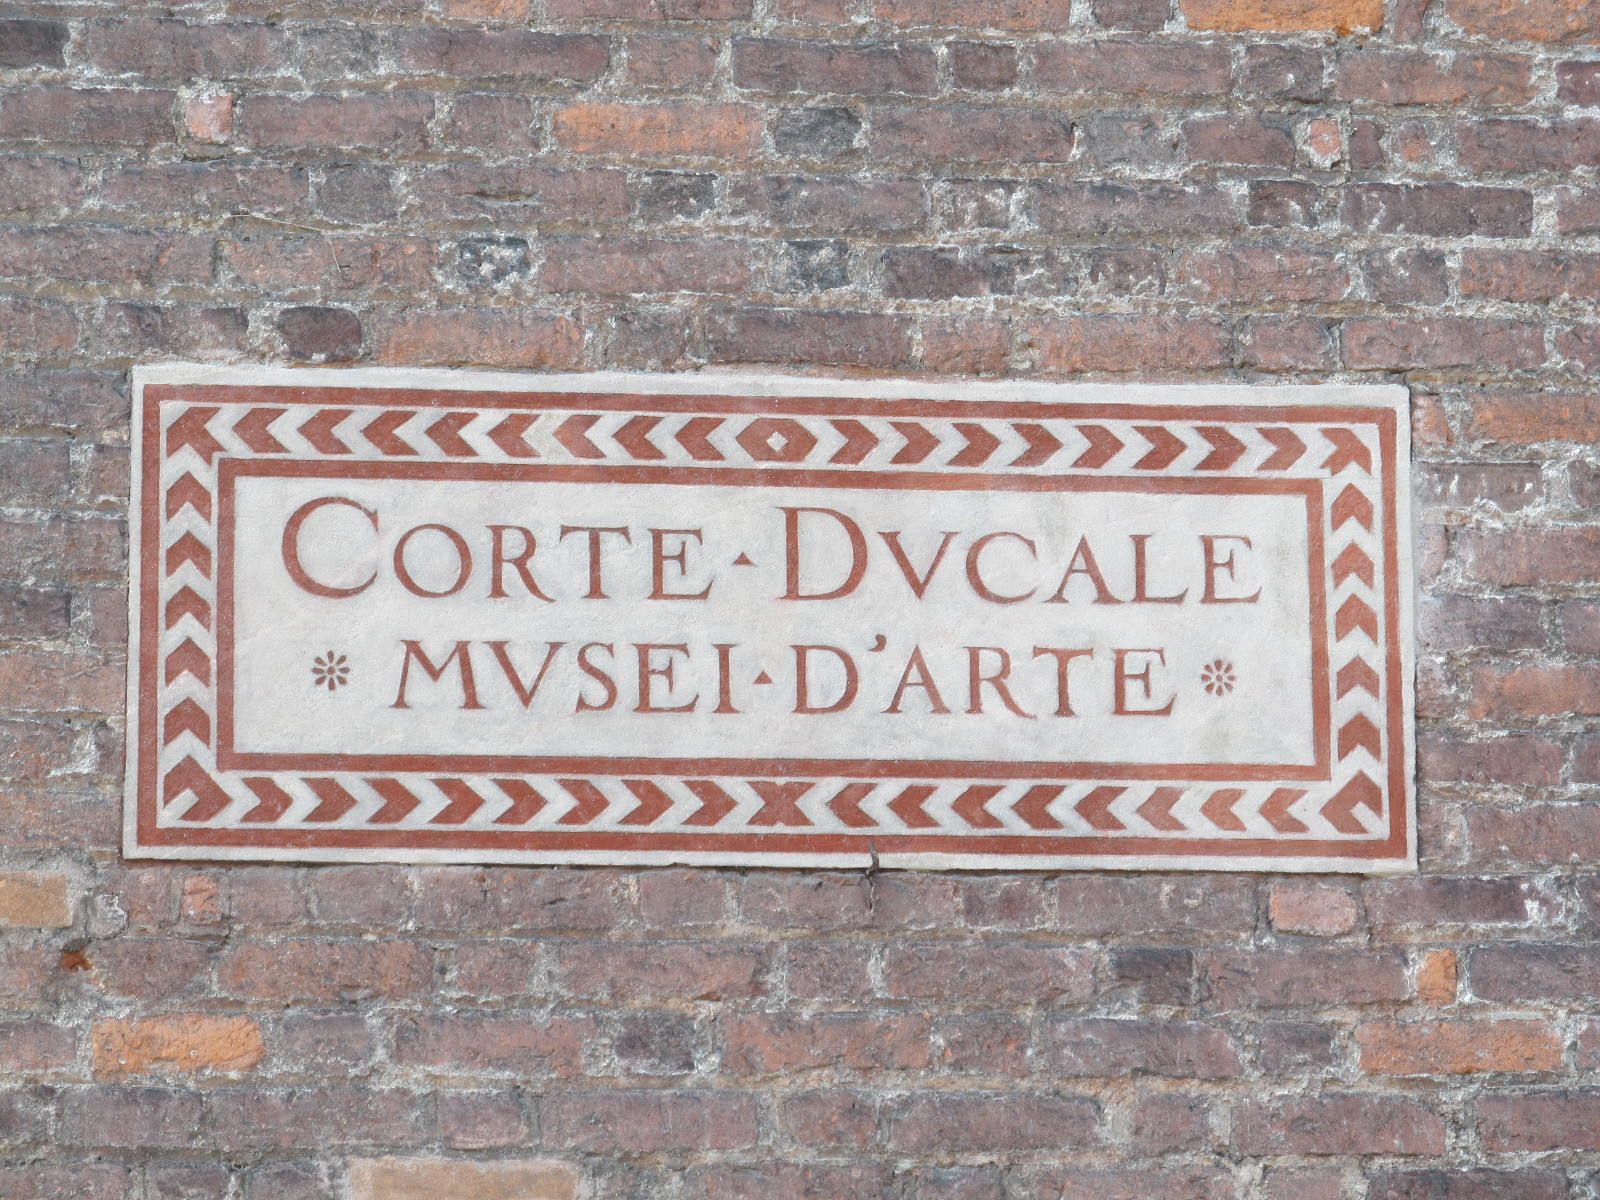 CORTE · DVCALE
MVSEI · D'ARTE